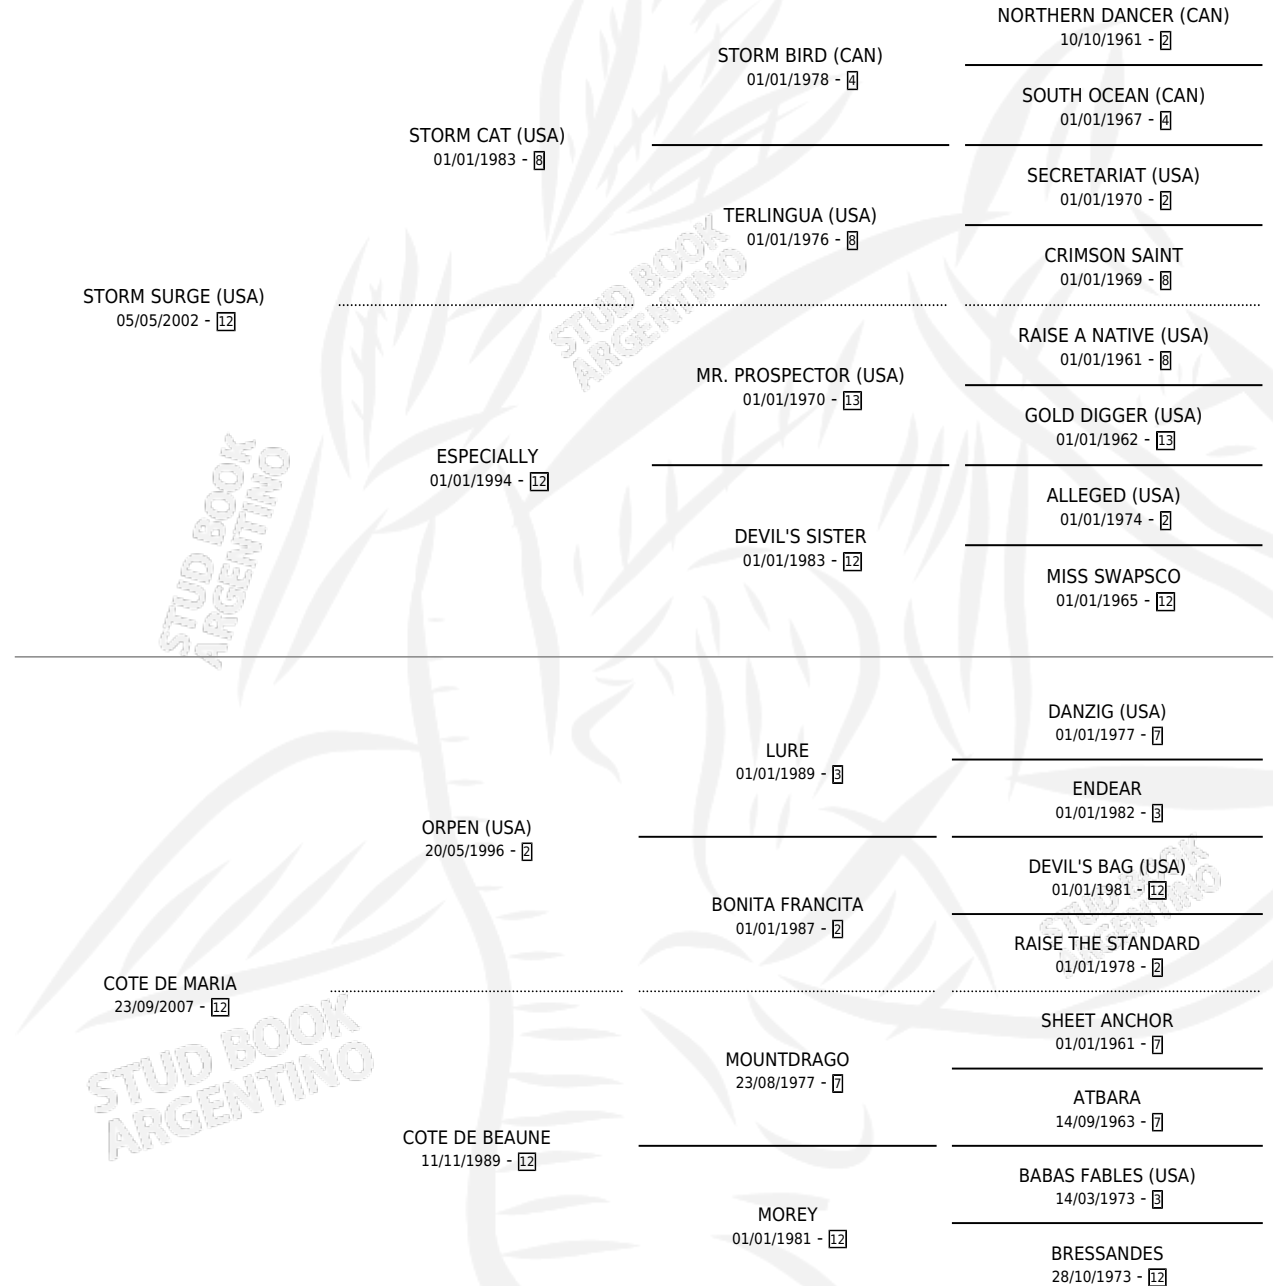 NORTHERN DANCER (CAN)
10/10/1961 - 2
STORM BIRD (CAN)
01/01/1978 - 4
SOUTH OCEAN (CAN)
01/01/1967 - 4
STORM CAT (USA)
01/01/1983 - 8
SECRETARIAT (USA)
01/01/1970 - 2
TERLINGUA (USA)
01/01/1976 - 8
CRIMSON SAINT
01/01/1969 - 8
STORM SURGE (USA)
05/05/2002 - 12
RAISE A NATIVE (USA)
01/01/1961 - 8
MR. PROSPECTOR (USA)
01/01/1970 - 13
GOLD DIGGER (USA)
01/01/1962 - 13
ESPECIALLY
01/01/1994 - 12
ALLEGED (USA)
01/01/1974 - 2
DEVIL'S SISTER
01/01/1983 - 12
MISS SWAPSCO
01/01/1965 - 12
DANZIG (USA)
01/01/1977 - 7
LURE
01/01/1989 - 3
ENDEAR
01/01/1982 - 3
ORPEN (USA)
20/05/1996 - 2
DEVIL'S BAG (USA)
01/01/1981 - 12
BONITA FRANCITA
01/01/1987 - 2
RAISE THE STANDARD
01/01/1978 - 2
COTE DE MARIA
23/09/2007 - 12
SHEET ANCHOR
01/01/1961 - 7
MOUNTDRAGO
23/08/1977 - 7
ATBARA
14/09/1963 - 7
COTE DE BEAUNE
11/11/1989 - 12
BABAS FABLES (USA)
14/03/1973 - 3
MOREY
01/01/1981 - 12
BRESSANDES
28/10/1973 - 12
STUD BOOK
ARGENTINO
STUD BOOK
ARGENTINO
STUD BOOK
ARGENTINO
STUD BOOK
ARGENTINO